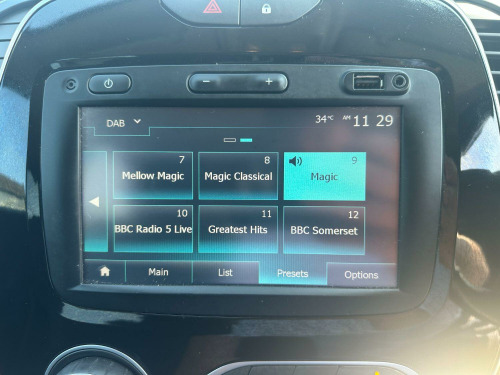 − +
DAB 34°C AM 11 29
7 8 9
Mellow Magic Magic Classical Magic
10 11 12
BBC Radio 5 Live Greatest Hits BBC Somerset
Main List Presets Options